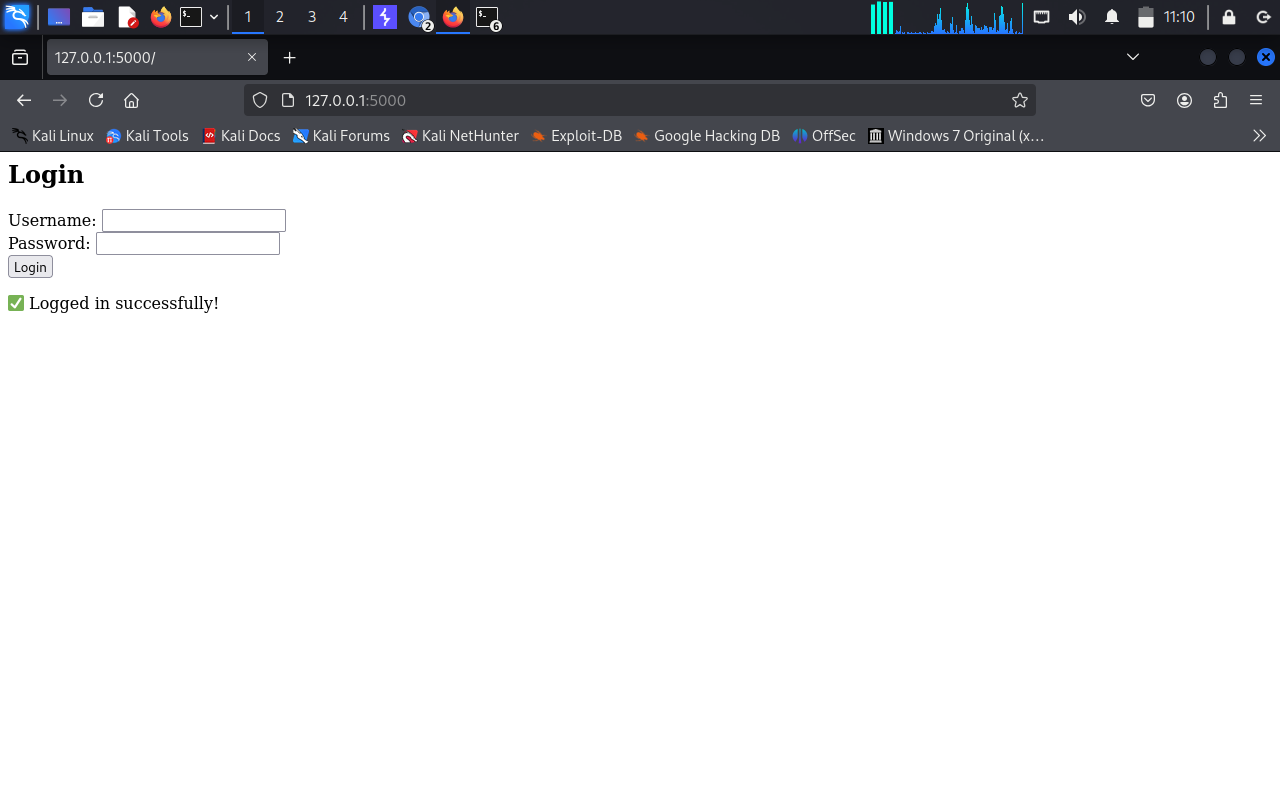 1 2 3 4 2 6 11:10
127.0.0.1:5000/
127.0.0.1:5000
Kali Linux Kali Tools Kali Docs Kali Forums Kali NetHunter Exploit-DB Google Hacking DB OffSec Windows 7 Original (x…
Login
Username:
Password:
Login
✅ Logged in successfully!